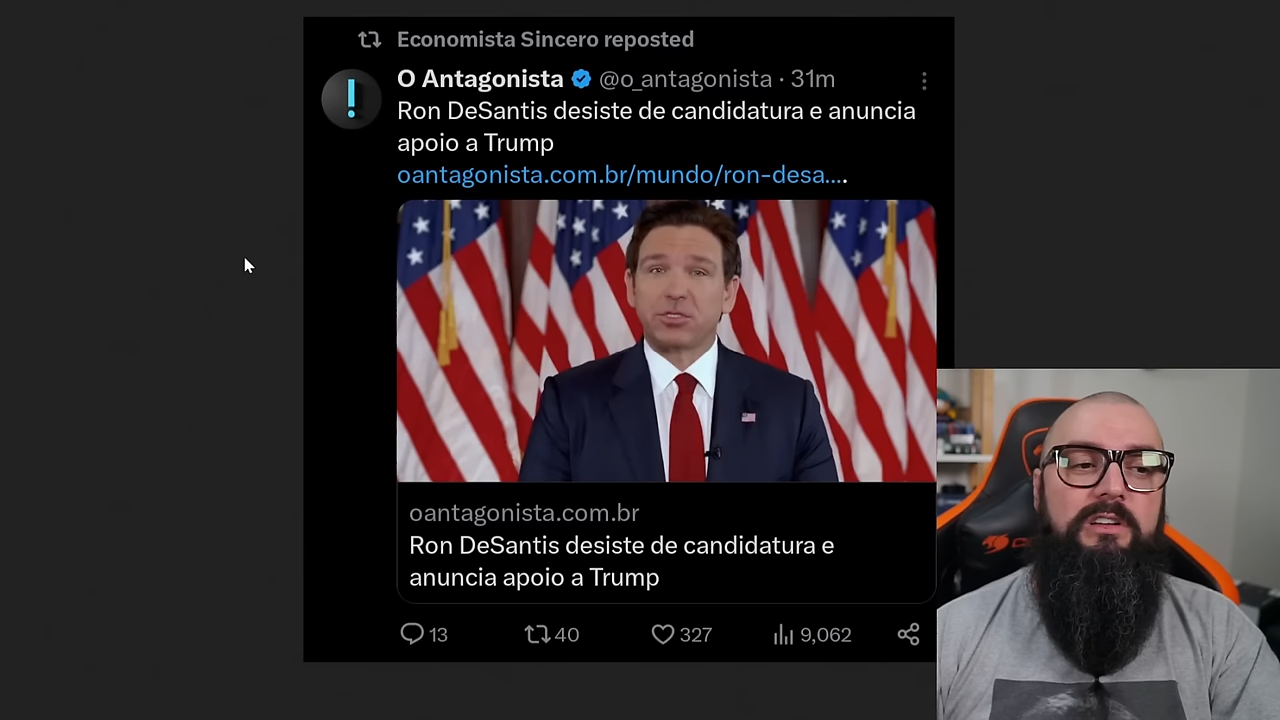 Economista Sincero reposted
O Antagonista @o_antagonista · 31m
Ron DeSantis desiste de candidatura e anuncia
apoio a Trump
oantagonista.com.br/mundo/ron-desa....
oantagonista.com.br
Ron DeSantis desiste de candidatura e
anuncia apoio a Trump
13 40 327 9,062